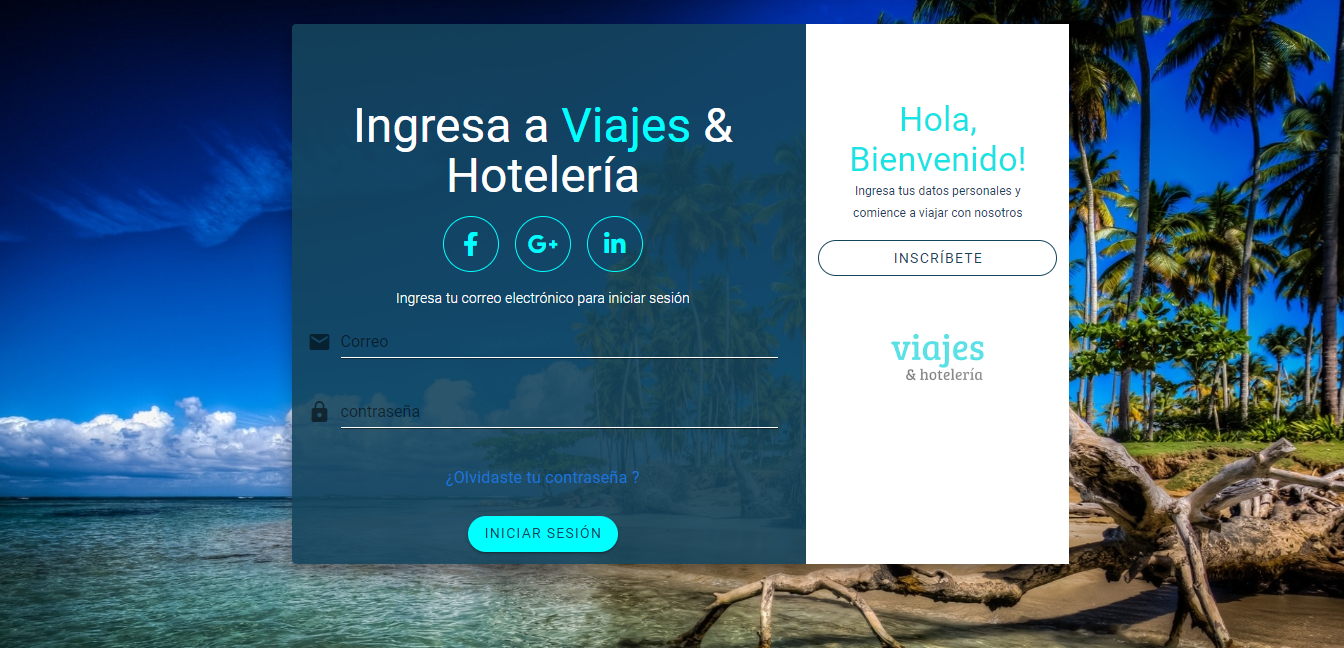 Ingresa a Viajes &
Hotelería
f
G+
in
Ingresa tu correo electrónico para iniciar sesión
Correo
contraseña
¿Olvidaste tu contraseña ?
INICIAR SESIÓN
Hola,
Bienvenido!
Ingresa tus datos personales y
comience a viajar con nosotros
INSCRÍBETE
viajes
& hotelería